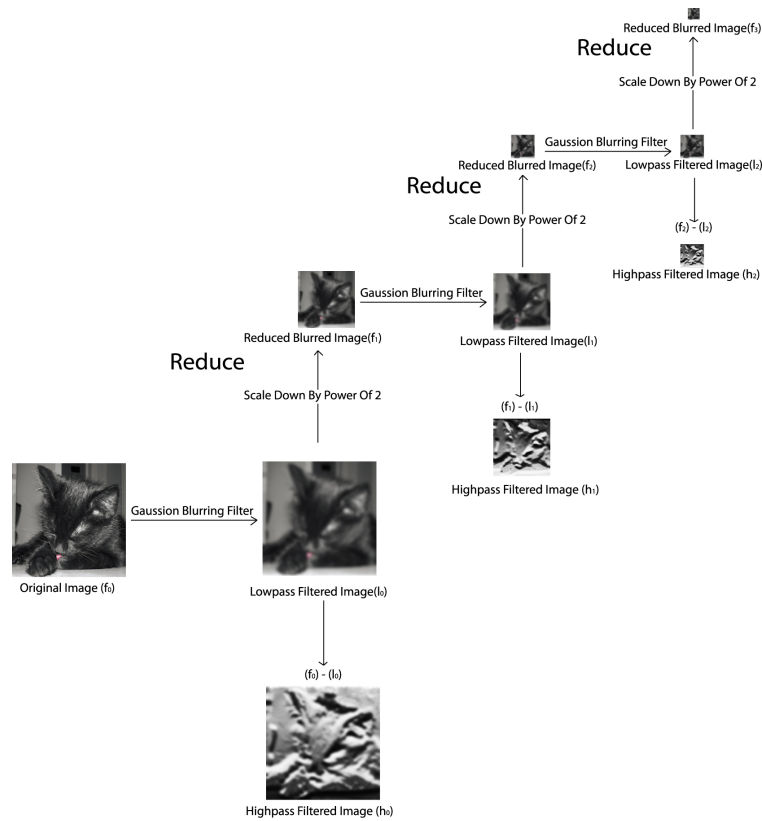 Reduced Blurred Image(f₃)
Reduce
Scale Down By Power Of 2
Gaussion Blurring Filter
Reduced Blurred Image(f₂)
Lowpass Filtered Image(l₂)
Reduce
Scale Down By Power Of 2
(f₂) - (l₂)
Highpass Filtered Image (h₂)
Gaussion Blurring Filter
Reduced Blurred Image(f₁)
Lowpass Filtered Image(l₁)
Reduce
Scale Down By Power Of 2
(f₁) - (l₁)
Highpass Filtered Image (h₁)
Gaussion Blurring Filter
Original Image (f₀)
Lowpass Filtered Image(l₀)
(f₀) - (l₀)
Highpass Filtered Image (h₀)